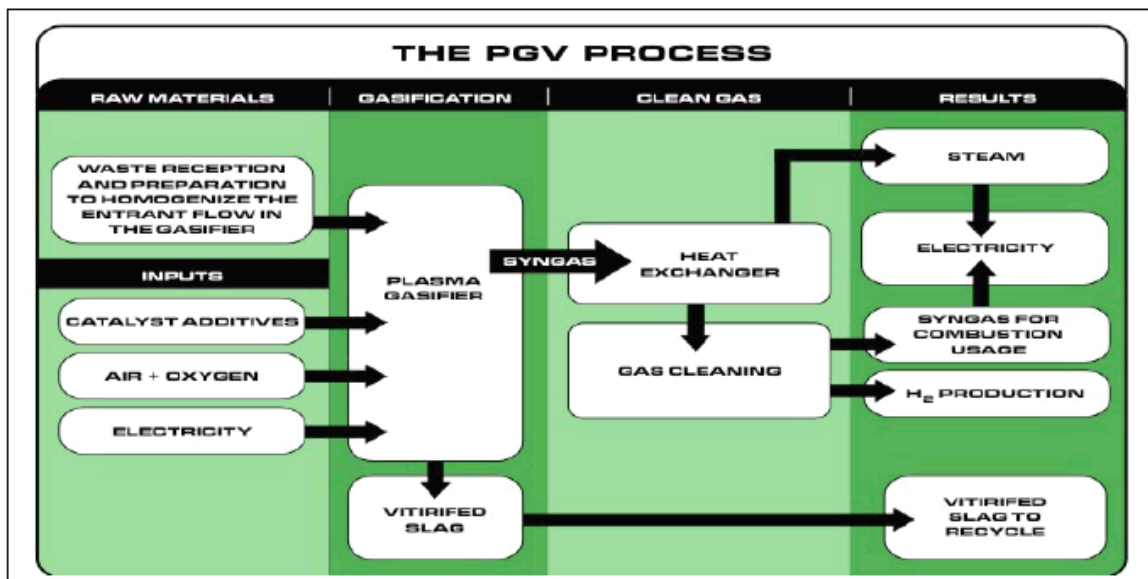 THE PGV PROCESS
RAW MATERIALS
GASIFICATION
CLEAN GAS
RESULTS
WASTE RECEPTION
AND PREPARATION
TO HOMOGENIZE THE
ENTRANT FLOW IN
THE GASIFIER
INPUTS
CATALYST ADDITIVES
AIR + OXYGEN
ELECTRICITY
PLASMA
GASIFIER
VITIRIFED
SLAG
SYNGAS
HEAT
EXCHANGER
GAS CLEANING
STEAM
ELECTRICITY
SYNGAS FOR
COMBUSTION
USAGE
H₂ PRODUCTION
VITIRIFED
SLAG TO
RECYCLE